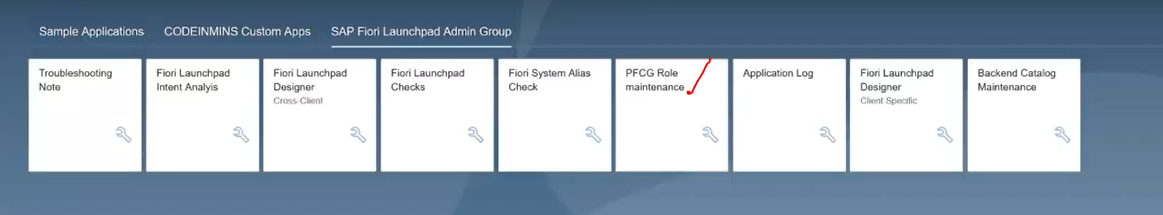 Sample Applications CODEINMINS Custom Apps SAP Fiori Launchpad Admin Group
Troubleshooting
Note
Fiori Launchpad
Intent Analyis
Fiori Launchpad
Designer
Cross-Client
Fiori Launchpad
Checks
Fiori System Alias
Check
PFCG Role
maintenance
Application Log
Fiori Launchpad
Designer
Client Specific
Backend Catalog
Maintenance